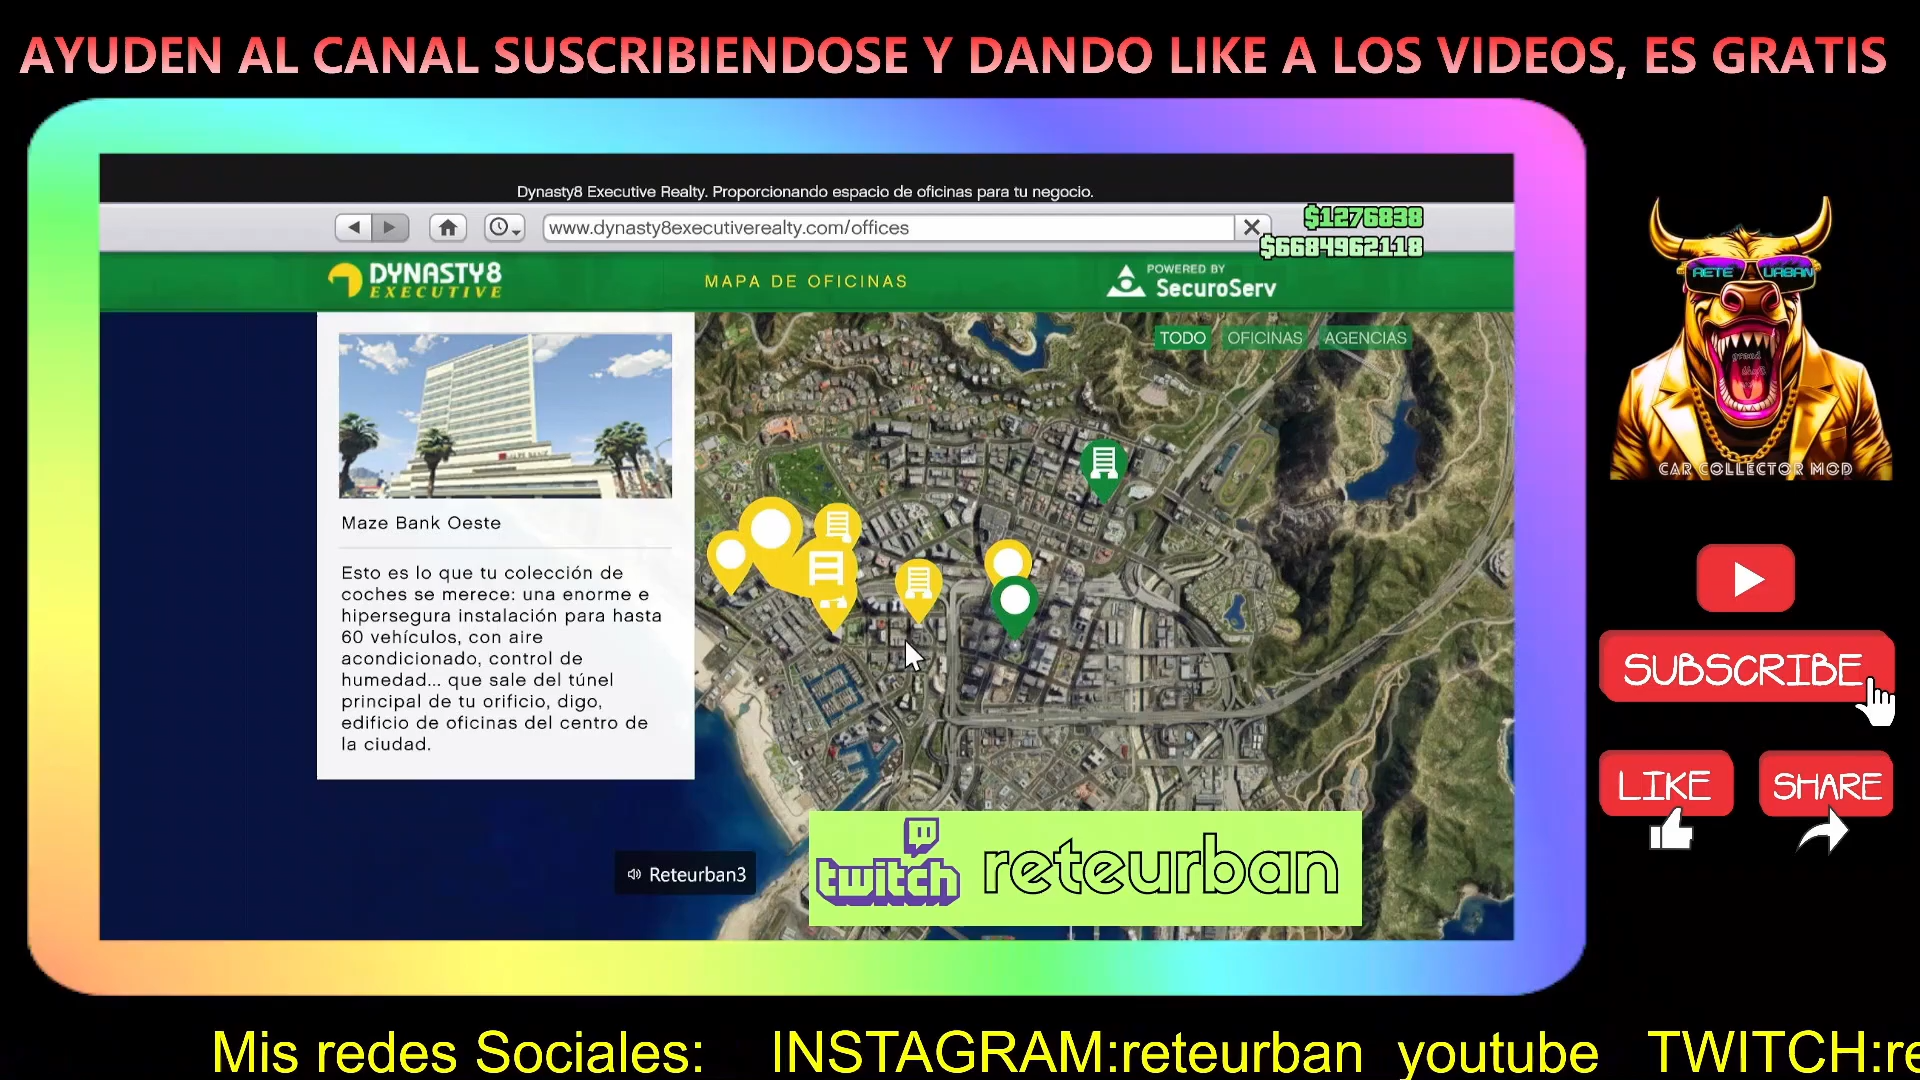 AYUDEN AL CANAL SUSCRIBIENDOSE Y DANDO LIKE A LOS VIDEOS, ES GRATIS
Dynasty8 Executive Realty. Proporcionando espacio de oficinas para tu negocio.
www.dynasty8executiverealty.com/offices
$1276838
$6684962118
DYNASTY8
EXECUTIVE
MAPA DE OFICINAS
POWERED BY
SecuroServ
TODO
OFICINAS
AGENCIAS
MAZE BANK
Maze Bank Oeste
Esto es lo que tu colección de
coches se merece: una enorme e
hipersegura instalación para hasta
60 vehículos, con aire
acondicionado, control de
humedad... que sale del túnel
principal de tu orificio, digo,
edificio de oficinas del centro de
la ciudad.
Reteurban3
twitch
reteurban
RETE URBAN
CAR COLLECTOR MOD
SUBSCRIBE
LIKE
SHARE
Mis redes Sociales: INSTAGRAM:reteurban youtube TWITCH:re